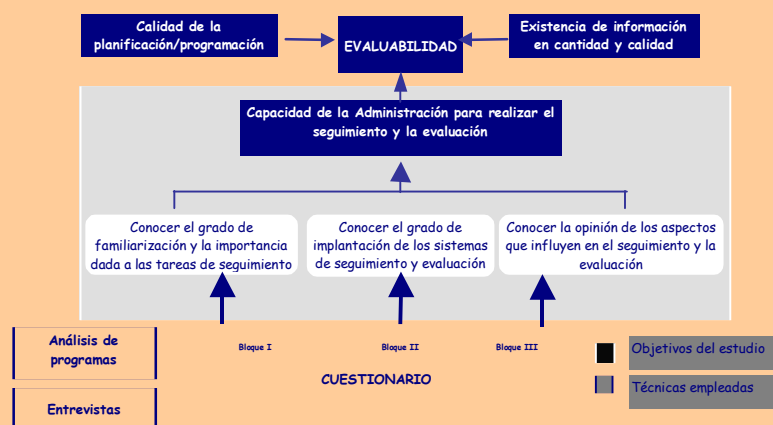 Calidad de la
planificación/programación
EVALUABILIDAD
Existencia de información
en cantidad y calidad
Capacidad de la Administración para realizar el
seguimiento y la evaluación
Conocer el grado de
familiarización y la importancia
dada a las tareas de seguimiento
Conocer el grado de
implantación de los sistemas
de seguimiento y evaluación
Conocer la opinión de los aspectos
que influyen en el seguimiento y la
evaluación
Análisis de
programas
Bloque I
Bloque II
Bloque III
Objetivos del estudio
CUESTIONARIO
Técnicas empleadas
Entrevistas